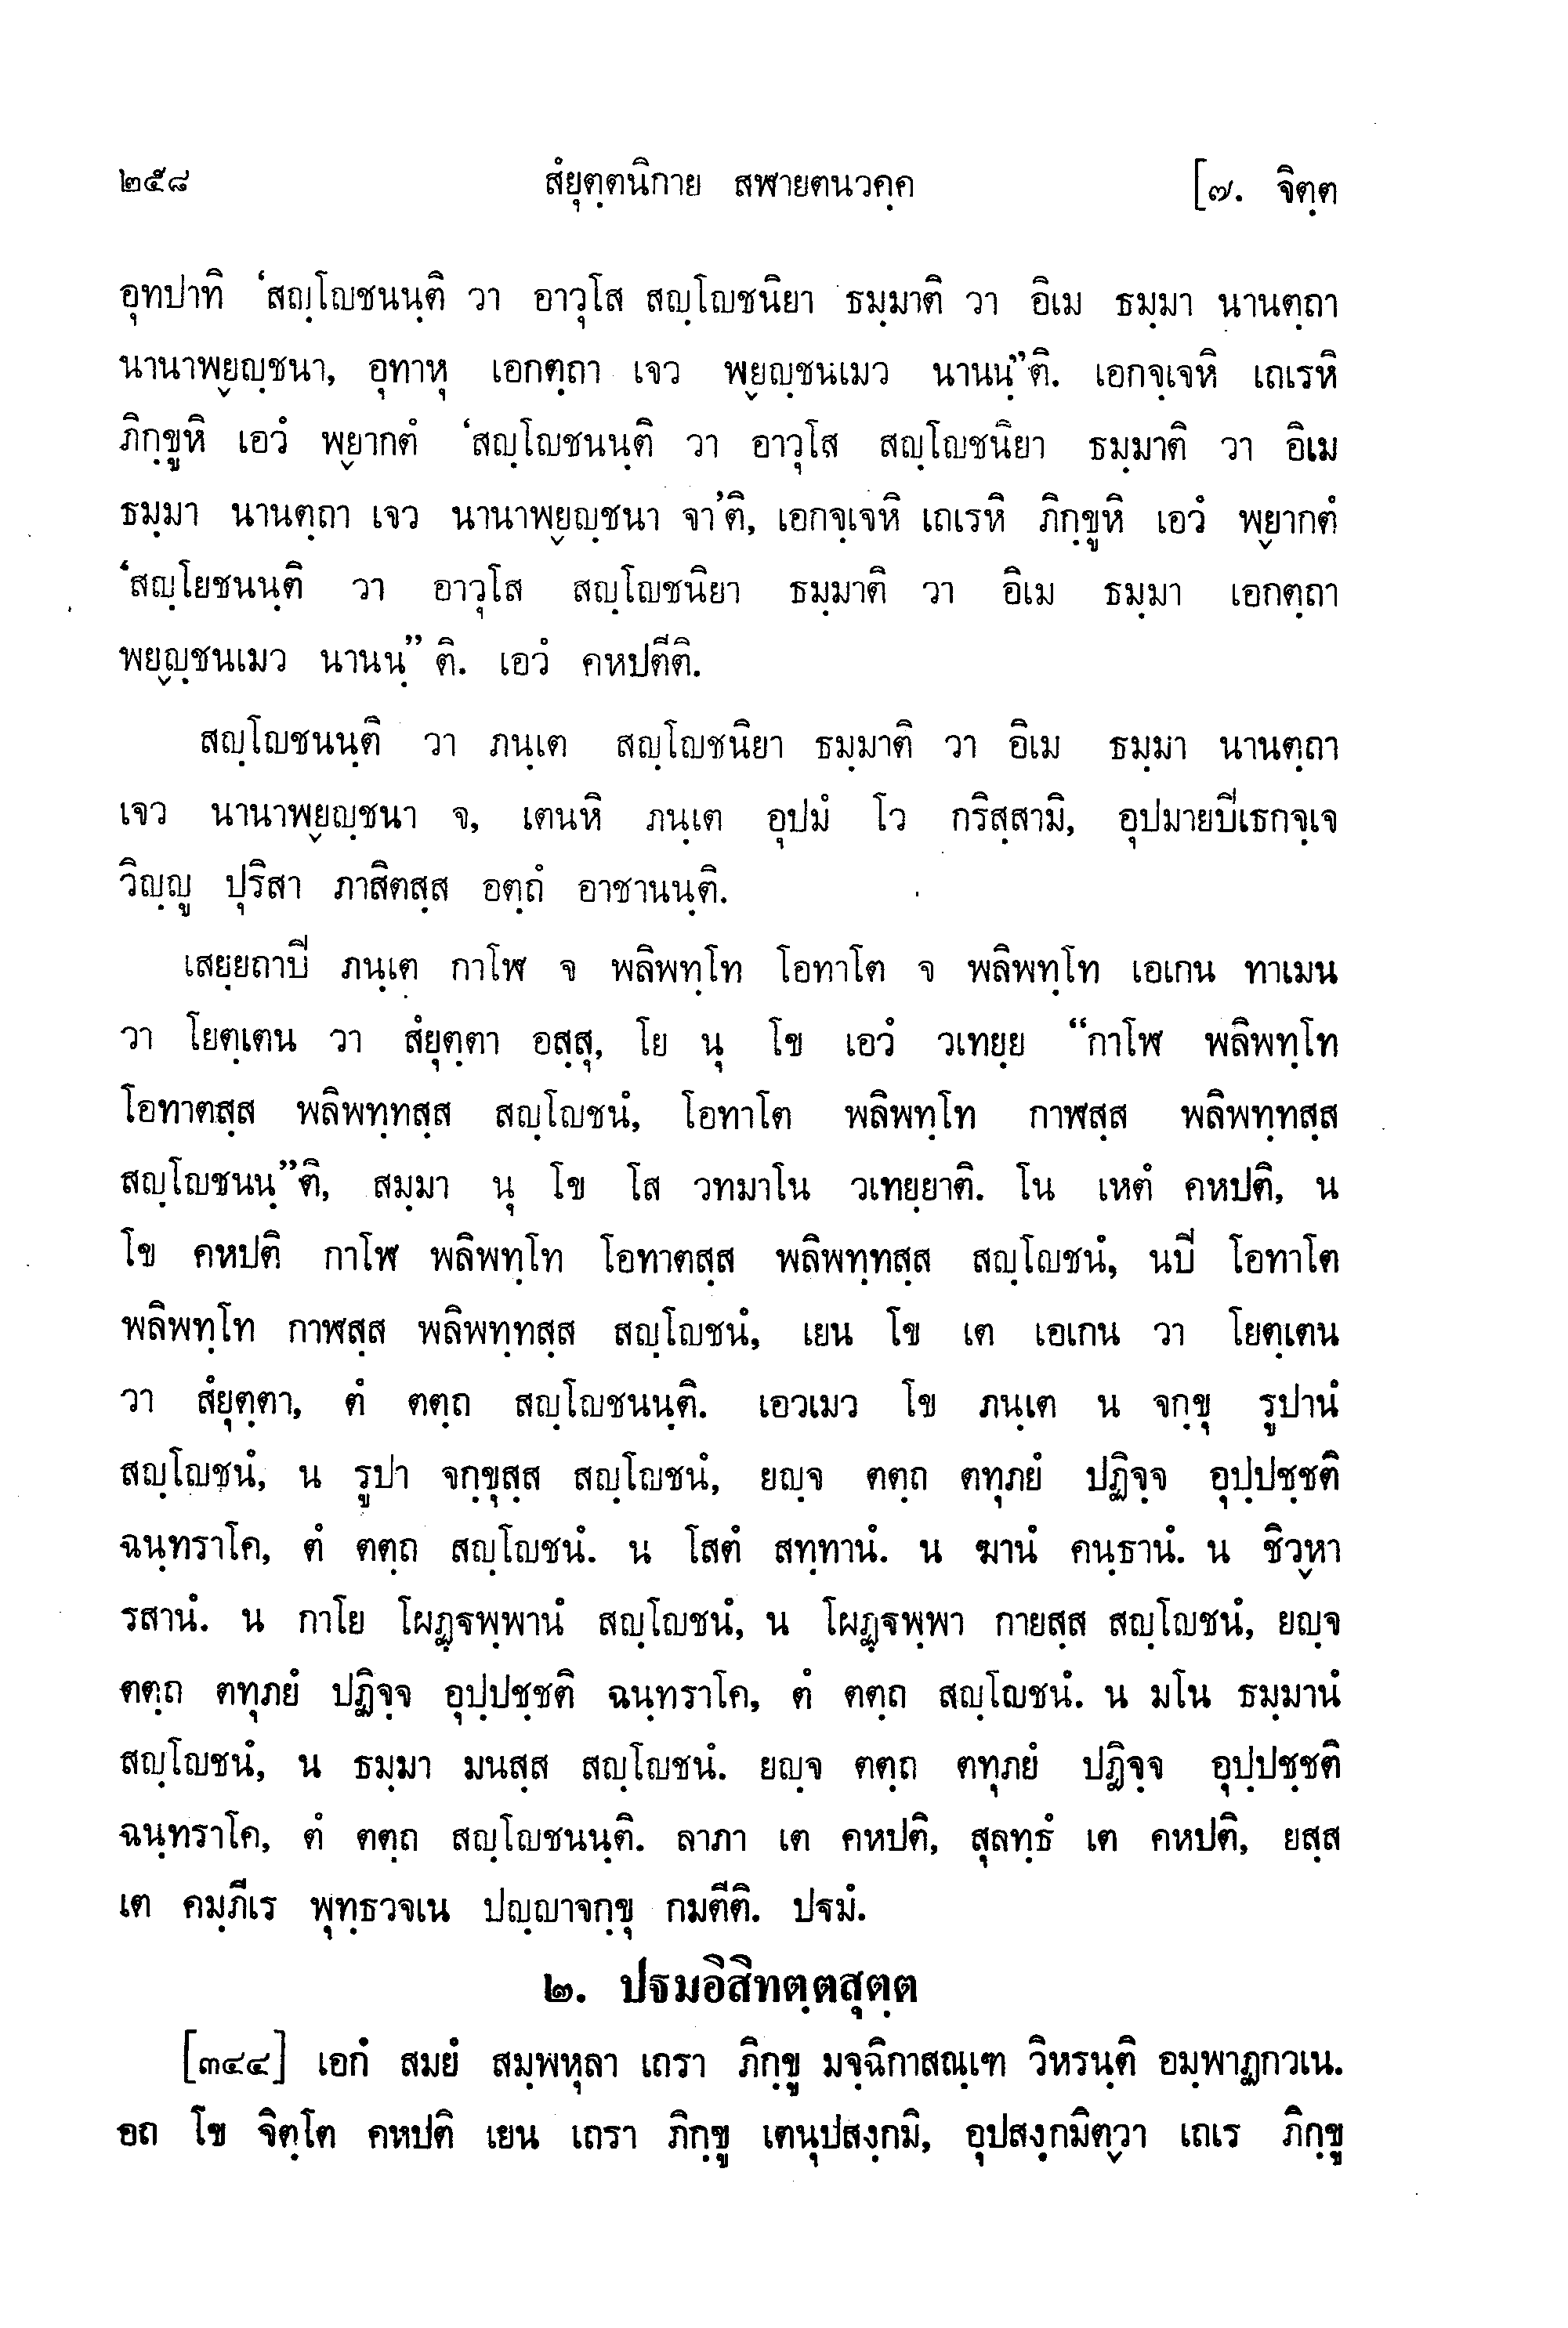 ๒๕๘ สํยุตฺตนิกาย สฬายตนวคฺค [๗. จิตฺต
อุทปาทิ ‘สญฺโญชนนฺติ วา อาวุโส สญฺโญชนิยา ธมฺมาติ วา อิเม ธมฺมา นานตฺถา
นานาพฺยญฺชนา, อุทาหุ เอกตฺถา เจว พฺยญฺชนเมว นานนฺ”ติ. เอกจฺเจหิ เถเรหิ
ภิกฺขูหิ เอวํ พฺยากตํ ‘สญฺโญชนนฺติ วา อาวุโส สญฺโญชนิยา ธมฺมาติ วา อิเม
ธมฺมา นานตฺถา เจว นานาพฺยญฺชนา จา’ติ, เอกจฺเจหิ เถเรหิ ภิกฺขูหิ เอวํ พฺยากตํ
‘สญฺโยชนนฺติ วา อาวุโส สญฺโญชนิยา ธมฺมาติ วา อิเม ธมฺมา เอกตฺถา
พฺยญฺชนเมว นานนฺ” ติ. เอวํ คหปตีติ.
สญฺโญชนนฺติ วา ภนฺเต สญฺโญชนิยา ธมฺมาติ วา อิเม ธมฺมา นานตฺถา
เจว นานาพฺยญฺชนา จ, เตนหิ ภนฺเต อุปมํ โว กริสฺสามิ, อุปมายปีเธกจฺเจ
วิญฺญู ปุริสา ภาสิตสฺส อตฺถํ อาชานนฺติ.
เสยฺยถาปี ภนฺเต กาโฬ จ พลิพทฺโท โอทาโต จ พลิพทฺโท เอเกน ทาเมน
วา โยตฺเตน วา สํยุตฺตา อสฺสุ, โย นุ โข เอวํ วเทยฺย “กาโฬ พลิพทฺโท
โอทาตสฺส พลิพทฺทสฺส สญฺโญชนํ, โอทาโต พลิพทฺโท กาฬสฺส พลิพทฺทสฺส
สญฺโญชนนฺ”ติ, สมฺมา นุ โข โส วทมาโน วเทยฺยาติ. โน เหตํ คหปติ, น
โข คหปติ กาโฬ พลิพทฺโท โอทาตสฺส พลิพทฺทสฺส สญฺโญชนํ, นปี โอทาโต
พลิพทฺโท กาฬสฺส พลิพทฺทสฺส สญฺโญชนํ, เยน โข เต เอเกน วา โยตฺเตน
วา สํยุตฺตา, ตํ ตตฺถ สญฺโญชนนฺติ. เอวเมว โข ภนฺเต น จกฺขุ รูปานํ
สญฺโญชนํ, น รูปา จกฺขุสฺส สญฺโญชนํ, ยญฺจ ตตฺถ ตทุภยํ ปฏิจฺจ อุปฺปชฺชติ
ฉนฺทราโค, ตํ ตตฺถ สญฺโญชนํ. น โสตํ สทฺทานํ. น ฆานํ คนฺธานํ. น ชิวฺหา
รสานํ. น กาโย โผฏฺฐพฺพานํ สญฺโญชนํ, น โผฏฺฐพฺพา กายสฺส สญฺโญชนํ, ยญฺจ
ตตฺถ ตทุภยํ ปฏิจฺจ อุปฺปชฺชติ ฉนฺทราโค, ตํ ตตฺถ สญฺโญชนํ. น มโน ธมฺมานํ
สญฺโญชนํ, น ธมฺมา มนสฺส สญฺโญชนํ. ยญฺจ ตตฺถ ตทุภยํ ปฏิจฺจ อุปฺปชฺชติ
ฉนฺทราโค, ตํ ตตฺถ สญฺโญชนนฺติ. ลาภา เต คหปติ, สุลทฺธํ เต คหปติ, ยสฺส
เต คมฺภีเร พุทฺธวจเน ปญฺญาจกฺขุ กมตีติ. ปฐมํ.
๒. ปฐมอิสิทตฺตสุตฺต
[๓๔๔] เอกํ สมยํ สมฺพหุลา เถรา ภิกฺขู มจฺฉิกาสณฺเฑ วิหรนฺติ อมฺพาฏกวเน.
อถ โข จิตฺโต คหปติ เยน เถรา ภิกฺขู เตนุปสงฺกมิ, อุปสงฺกมิตฺวา เถเร ภิกฺขู